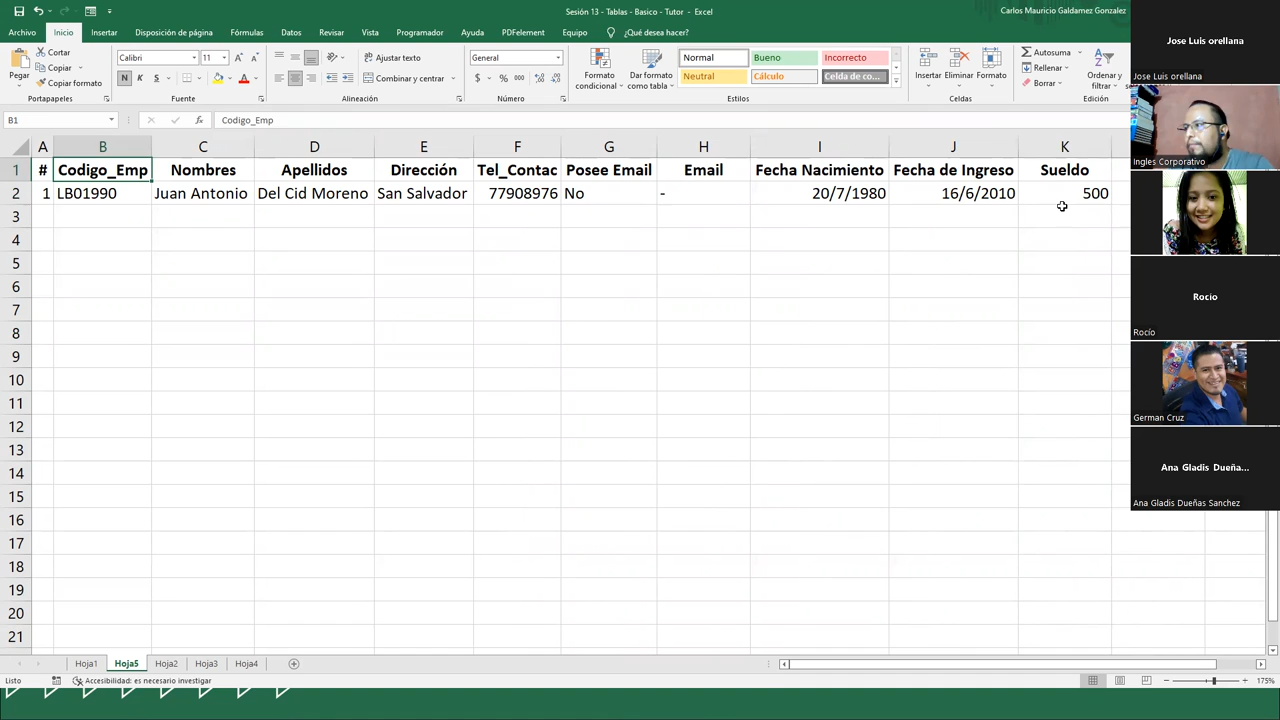 Sesión 13 - Tablas - Basico - Tutor - Excel
Carlos Mauricio Galdamez Gonzalez
Archivo Inicio Insertar Disposición de página Fórmulas Datos Revisar Vista Programador Ayuda PDFelement Equipo ¿Qué desea hacer?
Pegar
Cortar
Copiar
Portapapeles
Calibri 11
N K S
Fuente
Ajustar texto
Combinar y centrar
Alineación
General
Número
Formato condicional
Dar formato como tabla
Normal Bueno Incorrecto
Neutral Cálculo Celda de co...
Estilos
Insertar Eliminar Formato
Celdas
Autosuma
Rellenar
Borrar
Ordenar y filtrar
Edición
B1 Codigo_Emp
A B C D E F G H I J K
1 # Codigo_Emp Nombres Apellidos Dirección Tel_Contac Posee Email Email Fecha Nacimiento Fecha de Ingreso Sueldo
2 1 LB01990 Juan Antonio Del Cid Moreno San Salvador 77908976 No - 20/7/1980 16/6/2010 500
3
4
5
6
7
8
9
10
11
12
13
14
15
16
17
18
19
20
21
Hoja1 Hoja5 Hoja2 Hoja3 Hoja4
Listo Accesibilidad: es necesario investigar 175%
Jose Luis orellana
Jose Luis orellana
Ingles Corporativo
Rocío
Rocío
German Cruz
Ana Gladis Dueña...
Ana Gladis Dueñas Sanchez